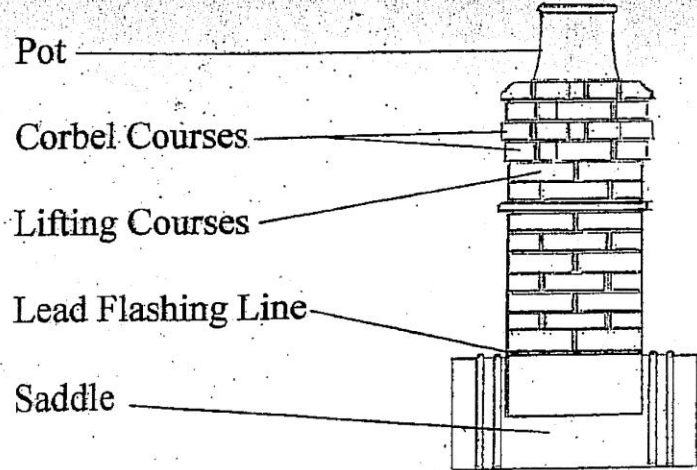 Pot
Corbel Courses
Lifting Courses
Lead Flashing Line
Saddle